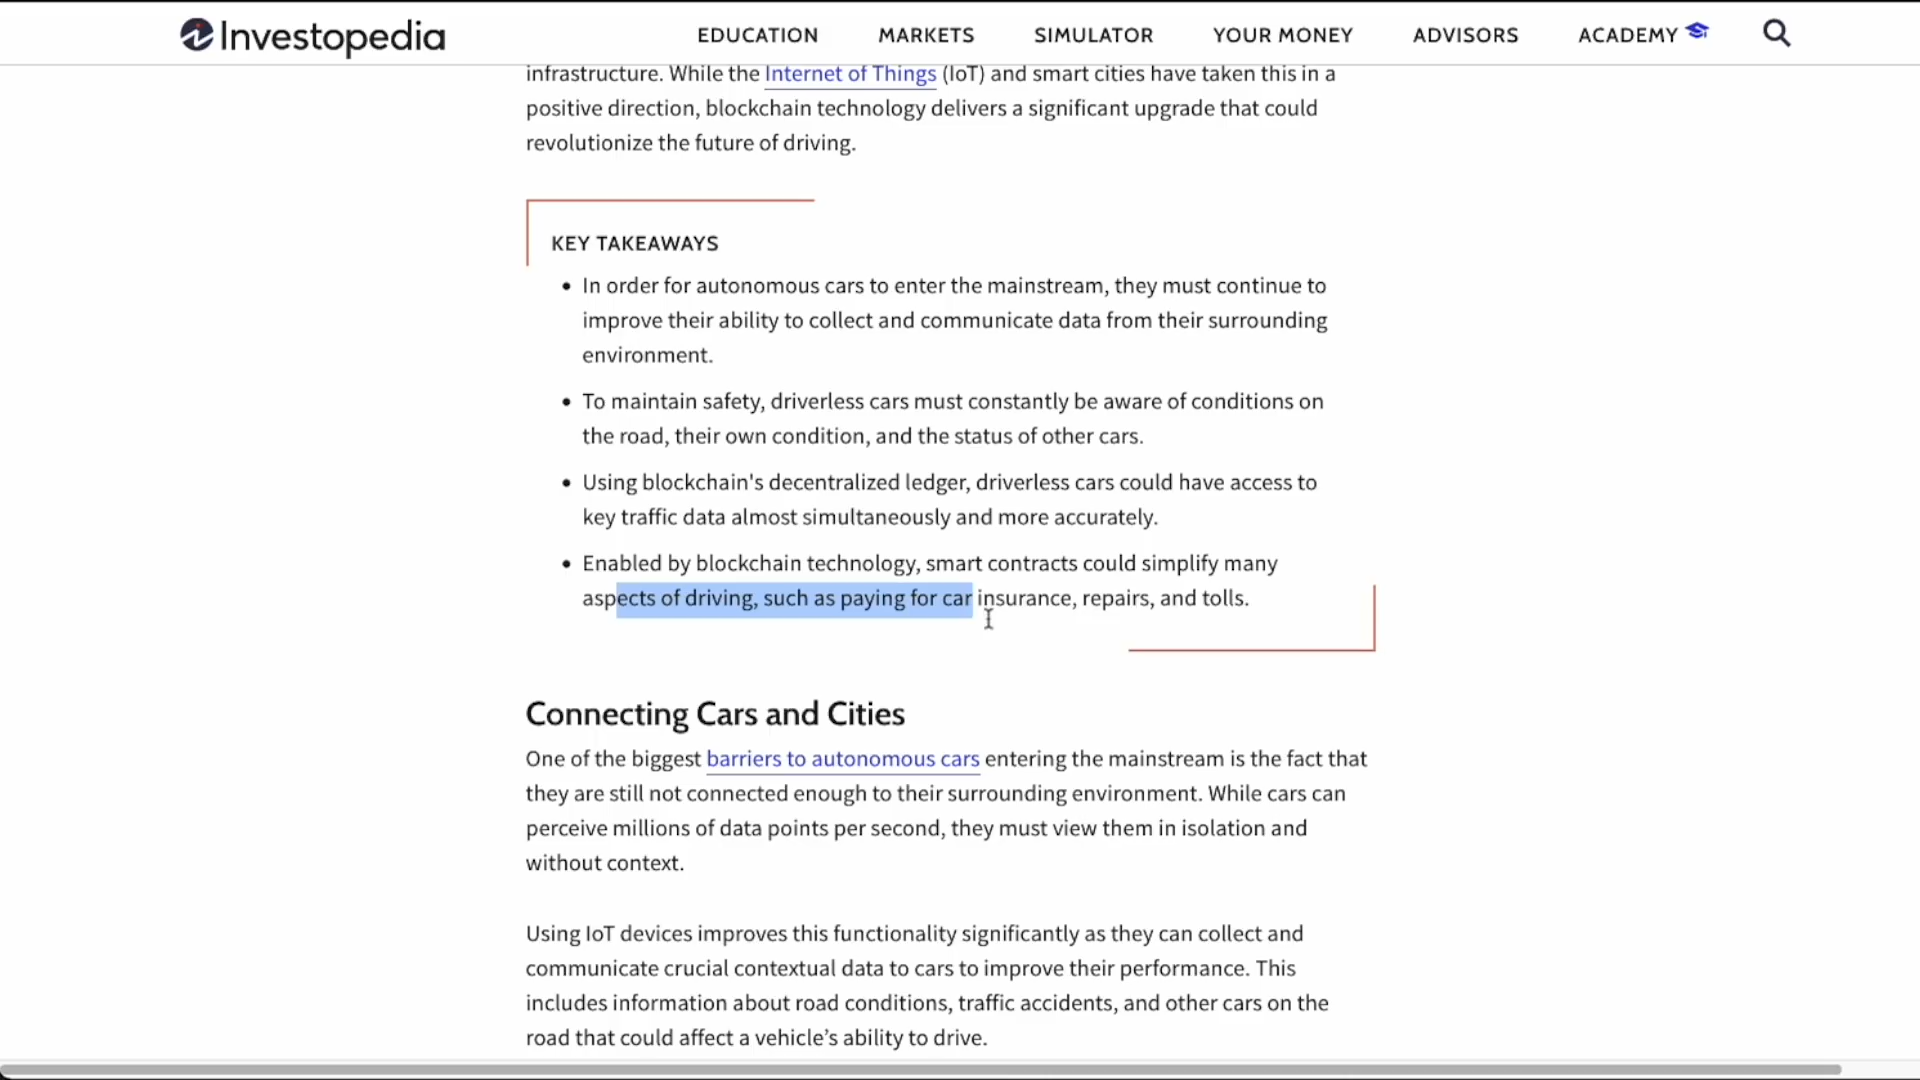 Investopedia
EDUCATION MARKETS SIMULATOR YOUR MONEY ADVISORS ACADEMY
infrastructure. While the Internet of Things (IoT) and smart cities have taken this in a
positive direction, blockchain technology delivers a significant upgrade that could
revolutionize the future of driving.
KEY TAKEAWAYS
• In order for autonomous cars to enter the mainstream, they must continue to
improve their ability to collect and communicate data from their surrounding
environment.
• To maintain safety, driverless cars must constantly be aware of conditions on
the road, their own condition, and the status of other cars.
• Using blockchain's decentralized ledger, driverless cars could have access to
key traffic data almost simultaneously and more accurately.
• Enabled by blockchain technology, smart contracts could simplify many
aspects of driving, such as paying for car insurance, repairs, and tolls.
Connecting Cars and Cities
One of the biggest barriers to autonomous cars entering the mainstream is the fact that
they are still not connected enough to their surrounding environment. While cars can
perceive millions of data points per second, they must view them in isolation and
without context.
Using IoT devices improves this functionality significantly as they can collect and
communicate crucial contextual data to cars to improve their performance. This
includes information about road conditions, traffic accidents, and other cars on the
road that could affect a vehicle’s ability to drive.